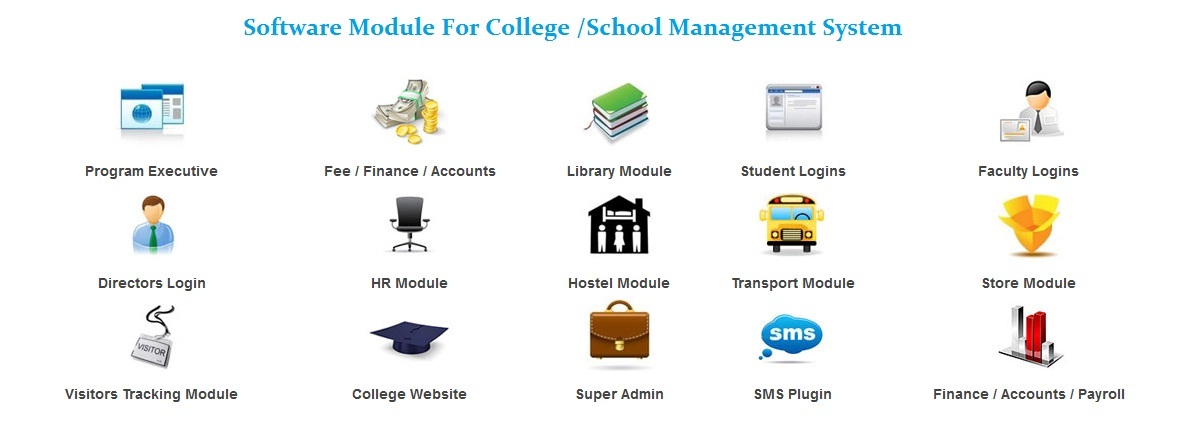 Software Module For College /School Management System
Program Executive
Fee / Finance / Accounts
Library Module
Student Logins
Faculty Logins
Directors Login
HR Module
Hostel Module
Transport Module
Store Module
VISITOR
sms
Visitors Tracking Module
College Website
Super Admin
SMS Plugin
Finance / Accounts / Payroll